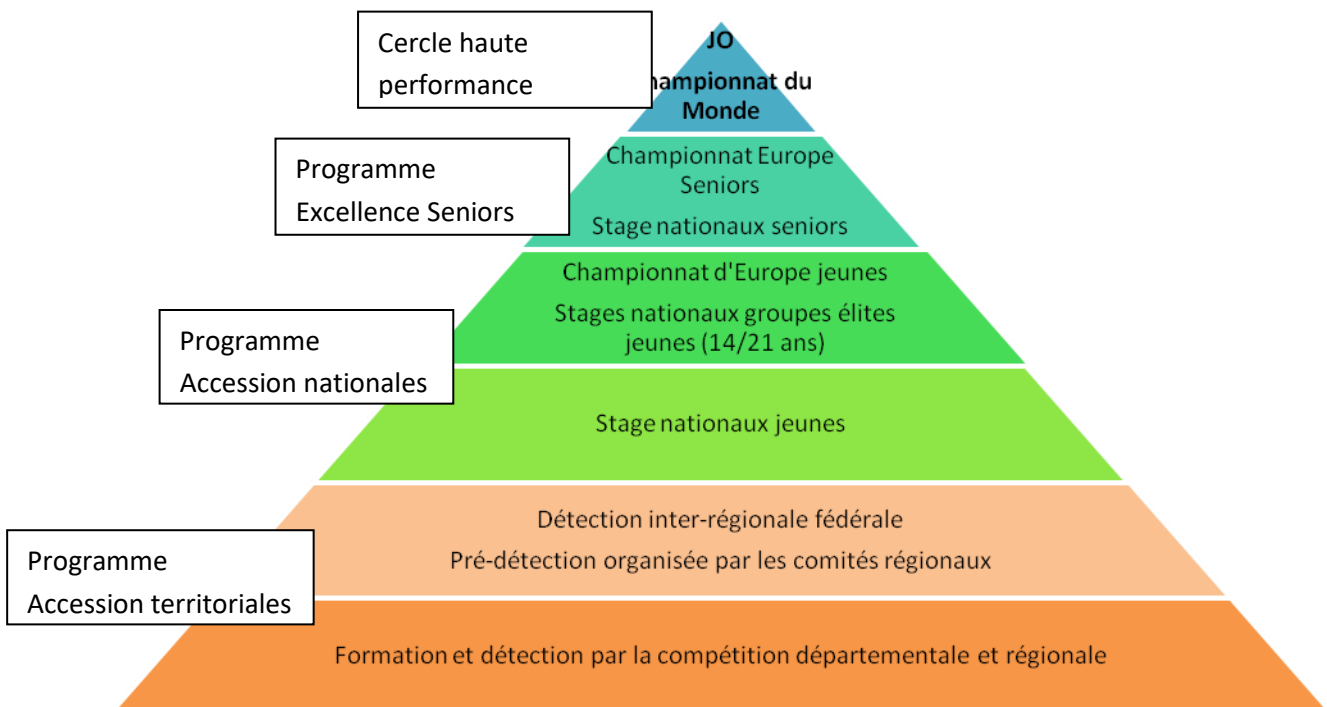 Cercle haute
performance
JO
hampionnat du
Monde
Programme
Excellence Seniors
Championnat Europe
Seniors
Stage nationaux seniors
Championnat d'Europe jeunes
Stages nationaux groupes élites
jeunes (14/21 ans)
Programme
Accession nationales
Stage nationaux jeunes
Détection inter-régionale fédérale
Pré-détection organisée par les comités régionaux
Programme
Accession territoriales
Formation et détection par la compétition départementale et régionale